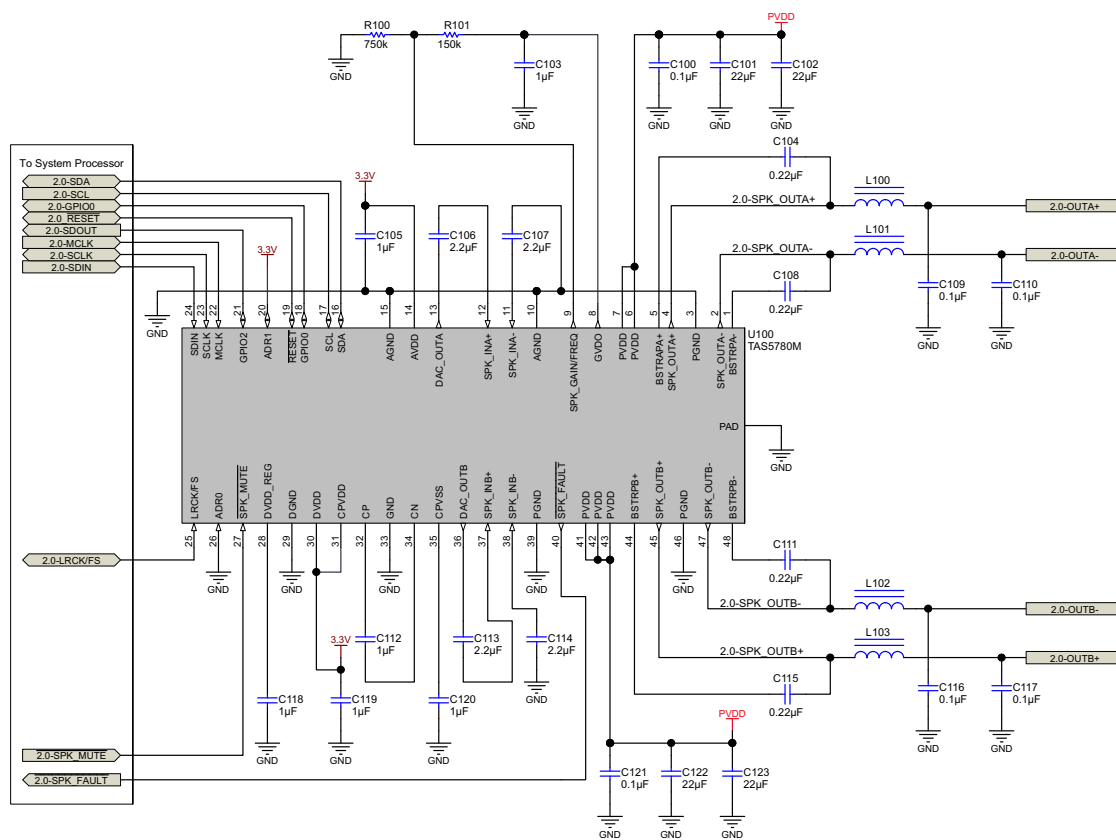 PVDD
R100
750k
R101
150k
GND
C103
1µF
GND
C100
0.1µF
GND
C101
22µF
GND
C102
22µF
GND
To System Processor
2.0-SDA
2.0-SCL
2.0-GPIO0
2.0_RESET
2.0-SDOUT
2.0-MCLK
2.0-SCLK
2.0-SDIN
3.3V
3.3V
C105
1µF
C106
2.2µF
C107
2.2µF
C104
0.22µF
2.0-SPK_OUTA+
L100
2.0-OUTA+
2.0-SPK_OUTA-
L101
2.0-OUTA-
C108
0.22µF
C109
0.1µF
GND
C110
0.1µF
GND
GND
24
23
22
21
20
19
18
17
16
15
14
13
12
11
10
9
8
7
6
5
4
3
2
1
SDIN
SCLK
MCLK
GPIO2
ADR1
RESET
GPIO0
SCL
SDA
AGND
AVDD
DAC_OUTA
SPK_INA+
SPK_INA-
AGND
SPK_GAIN/FREQ
GVDO
PVDD
PVDD
BSTRAPA+
SPK_OUTA+
PGND
SPK_OUTA-
BSTRPA-
U100
TAS5780M
PAD
GND
LRCK/FS
ADR0
SPK_MUTE
DVDD_REG
DGND
DVDD
CPVDD
CP
GND
CN
CPVSS
DAC_OUTB
SPK_INB+
SPK_INB-
PGND
SPK_FAULT
PVDD
PVDD
PVDD
BSTRPB+
SPK_OUTB+
PGND
SPK_OUTB-
BSTRPB-
25
26
27
28
29
30
31
32
33
34
35
36
37
38
39
40
41
42
43
44
45
46
47
48
2.0-LRCK/FS
GND
GND
GND
GND
C111
0.22µF
2.0-SPK_OUTB-
L102
2.0-OUTB-
2.0-SPK_OUTB+
L103
2.0-OUTB+
C115
0.22µF
C116
0.1µF
GND
C117
0.1µF
GND
3.3V
C112
1µF
C113
2.2µF
C114
2.2µF
GND
C118
1µF
GND
C119
1µF
GND
C120
1µF
GND
PVDD
2.0-SPK_MUTE
2.0-SPK_FAULT
C121
0.1µF
GND
C122
22µF
GND
C123
22µF
GND